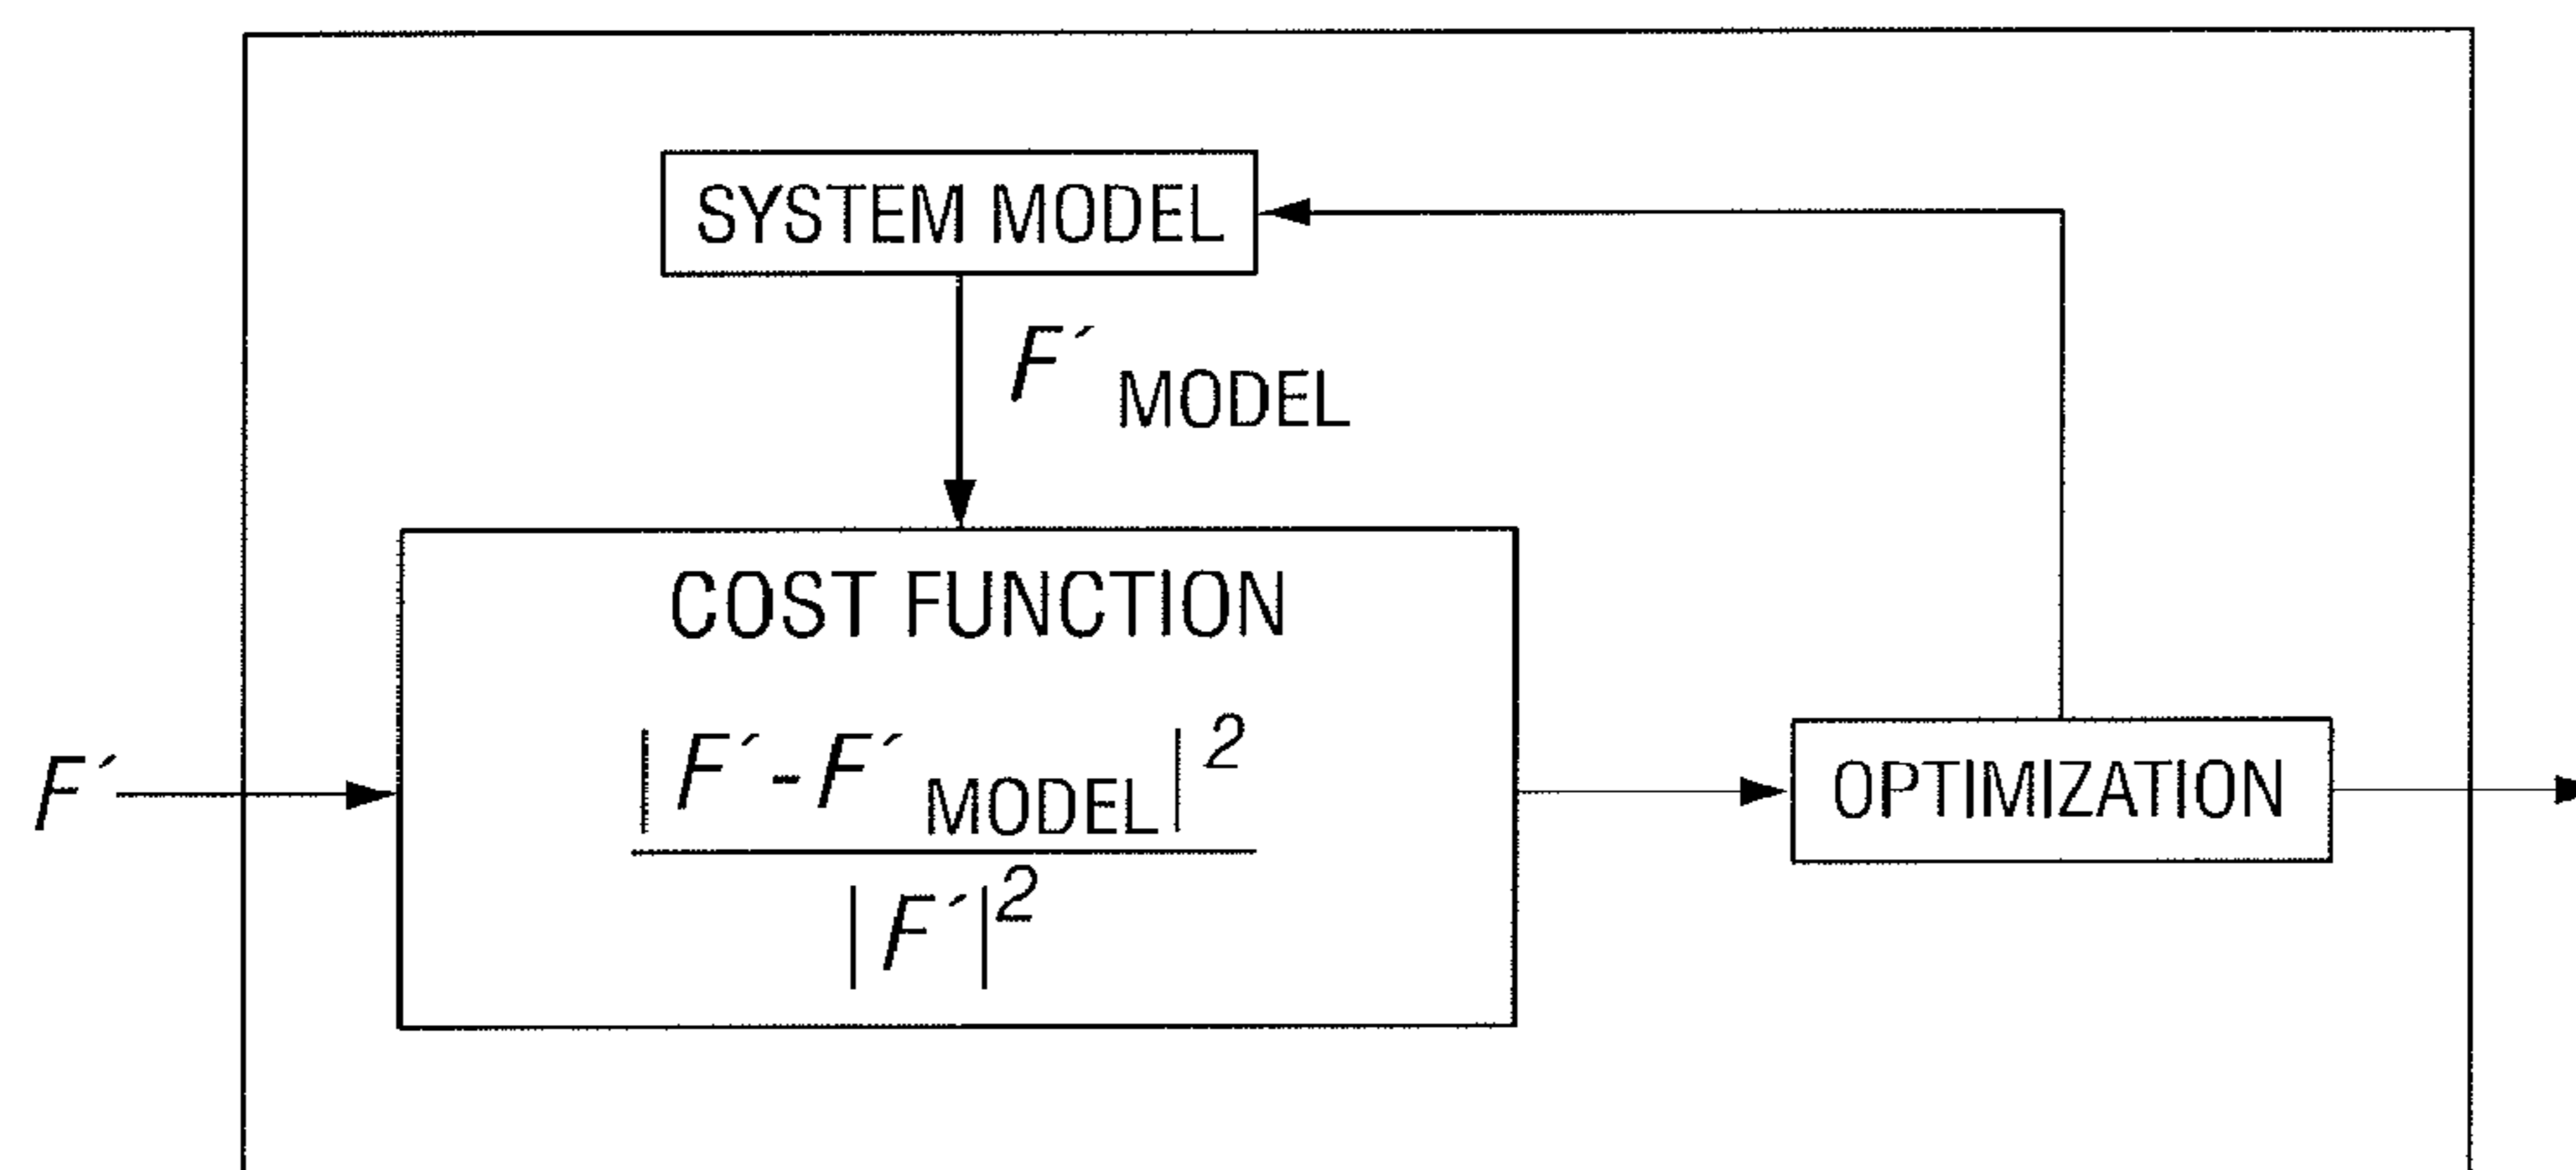 SYSTEM MODEL
F′ MODEL
COST FUNCTION
F′
|F′-F′ MODEL|²
|F′|²
OPTIMIZATION